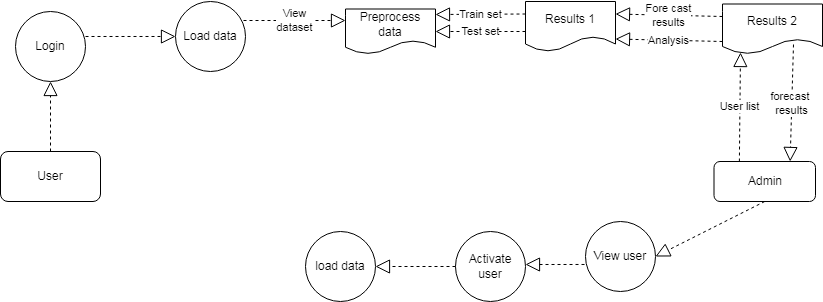 Login
Load data
View
dataset
Preprocess
data
Train set
Test set
Results 1
Fore cast
results
Analysis
Results 2
User list
forecast
results
User
Admin
load data
Activate
user
View user